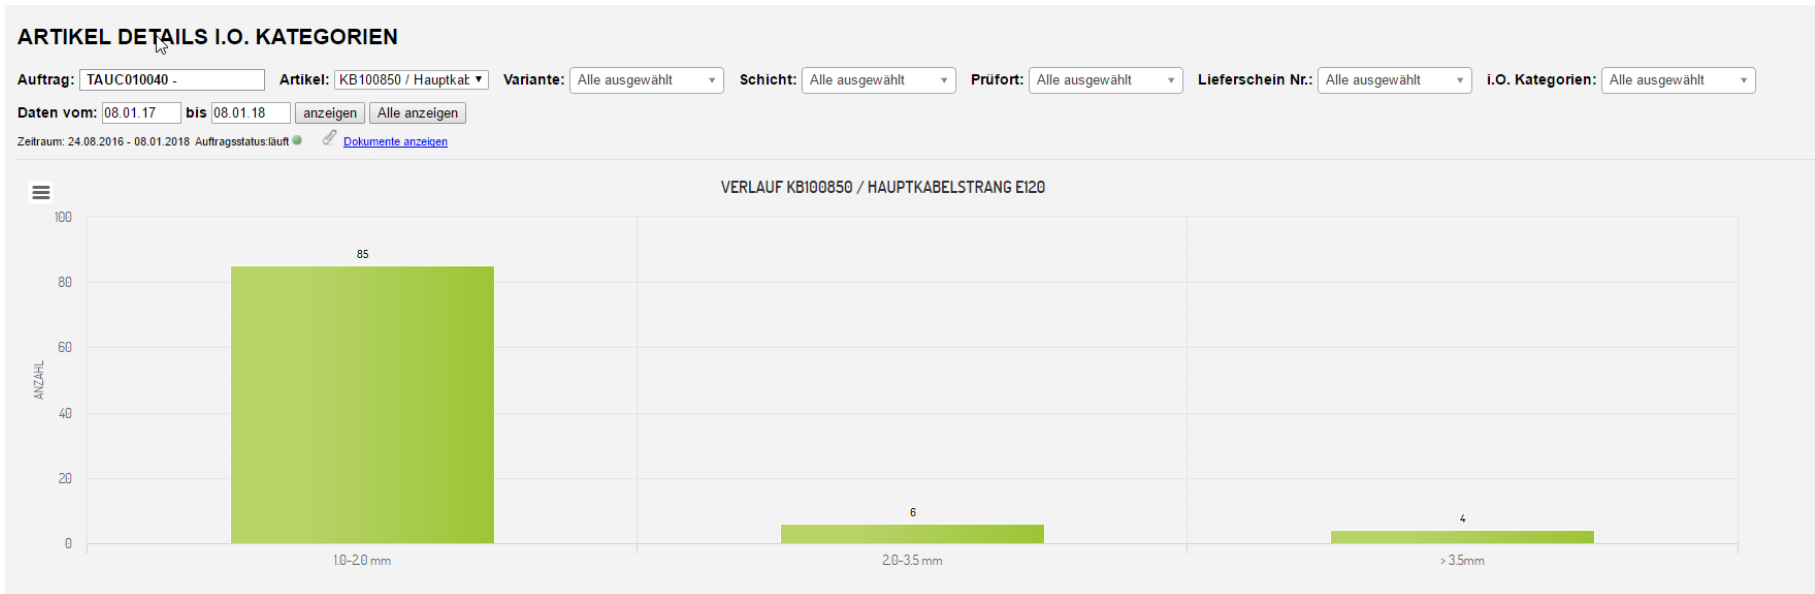 ARTIKEL DETAILS I.O. KATEGORIEN
Auftrag: TAUC010040 - Artikel: KB100850 / Hauptkat Variante: Alle ausgewählt Schicht: Alle ausgewählt Prüfort: Alle ausgewählt Lieferschein Nr.: Alle ausgewählt i.O. Kategorien: Alle ausgewählt
Daten vom: 08.01.17 bis 08.01.18 anzeigen Alle anzeigen
Zeitraum: 24.08.2016 - 08.01.2018 Auftragsstatus:läuft Dokumente anzeigen
VERLAUF KB100850 / HAUPTKABELSTRANG E120
100
85
80
60
ANZAHL
40
20
6
4
0
1.0-2.0 mm 2.0-3.5 mm > 3.5mm